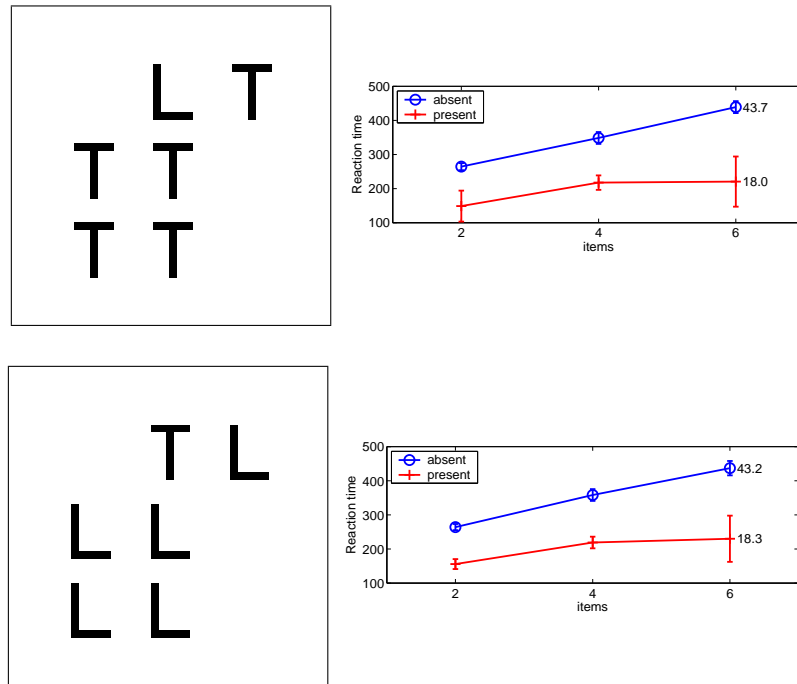 L T
T T
T T
500
400
300
200
100
Reaction time
absent
present
43.7
18.0
2 4 6
items
T L
L L
L L
500
400
300
200
100
Reaction time
absent
present
43.2
18.3
2 4 6
items